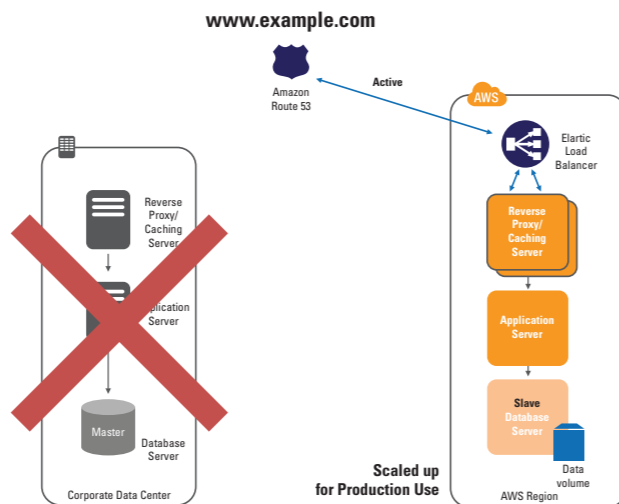 www.example.com
Amazon
Route 53
Active
AWS
Elartic
Load
Balancer
Reverse
Proxy/
Caching
Server
Reverse
Proxy/
Caching
Server
plication
Server
Application
Server
Master
Database
Server
Slave
Database
Server
Data
volume
Scaled up
for Production Use
Corporate Data Center
AWS Region